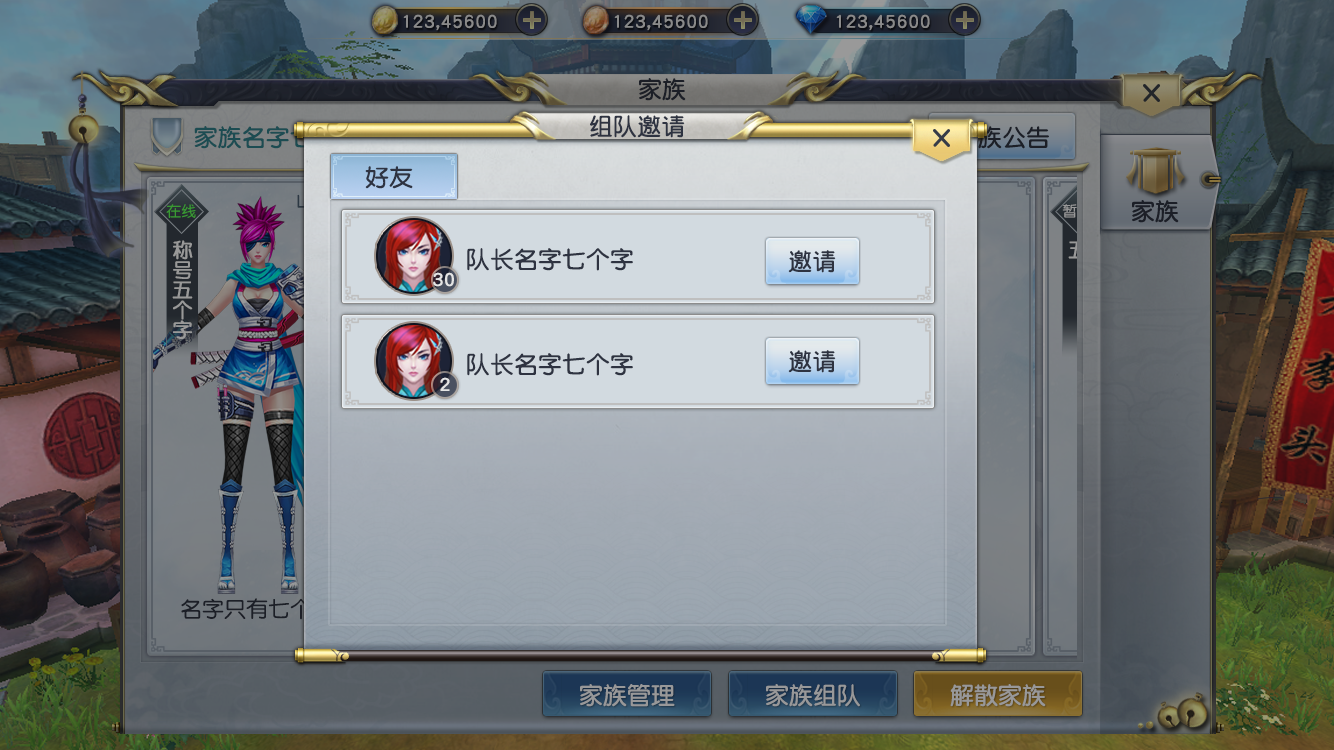 123,45600
123,45600
123,45600
家族
组队邀请
家族名字
族公告
好友
在线
称号五个字
家族
30
队长名字七个字
邀请
2
队长名字七个字
邀请
名字只有七个
李
头
家族管理
家族组队
解散家族